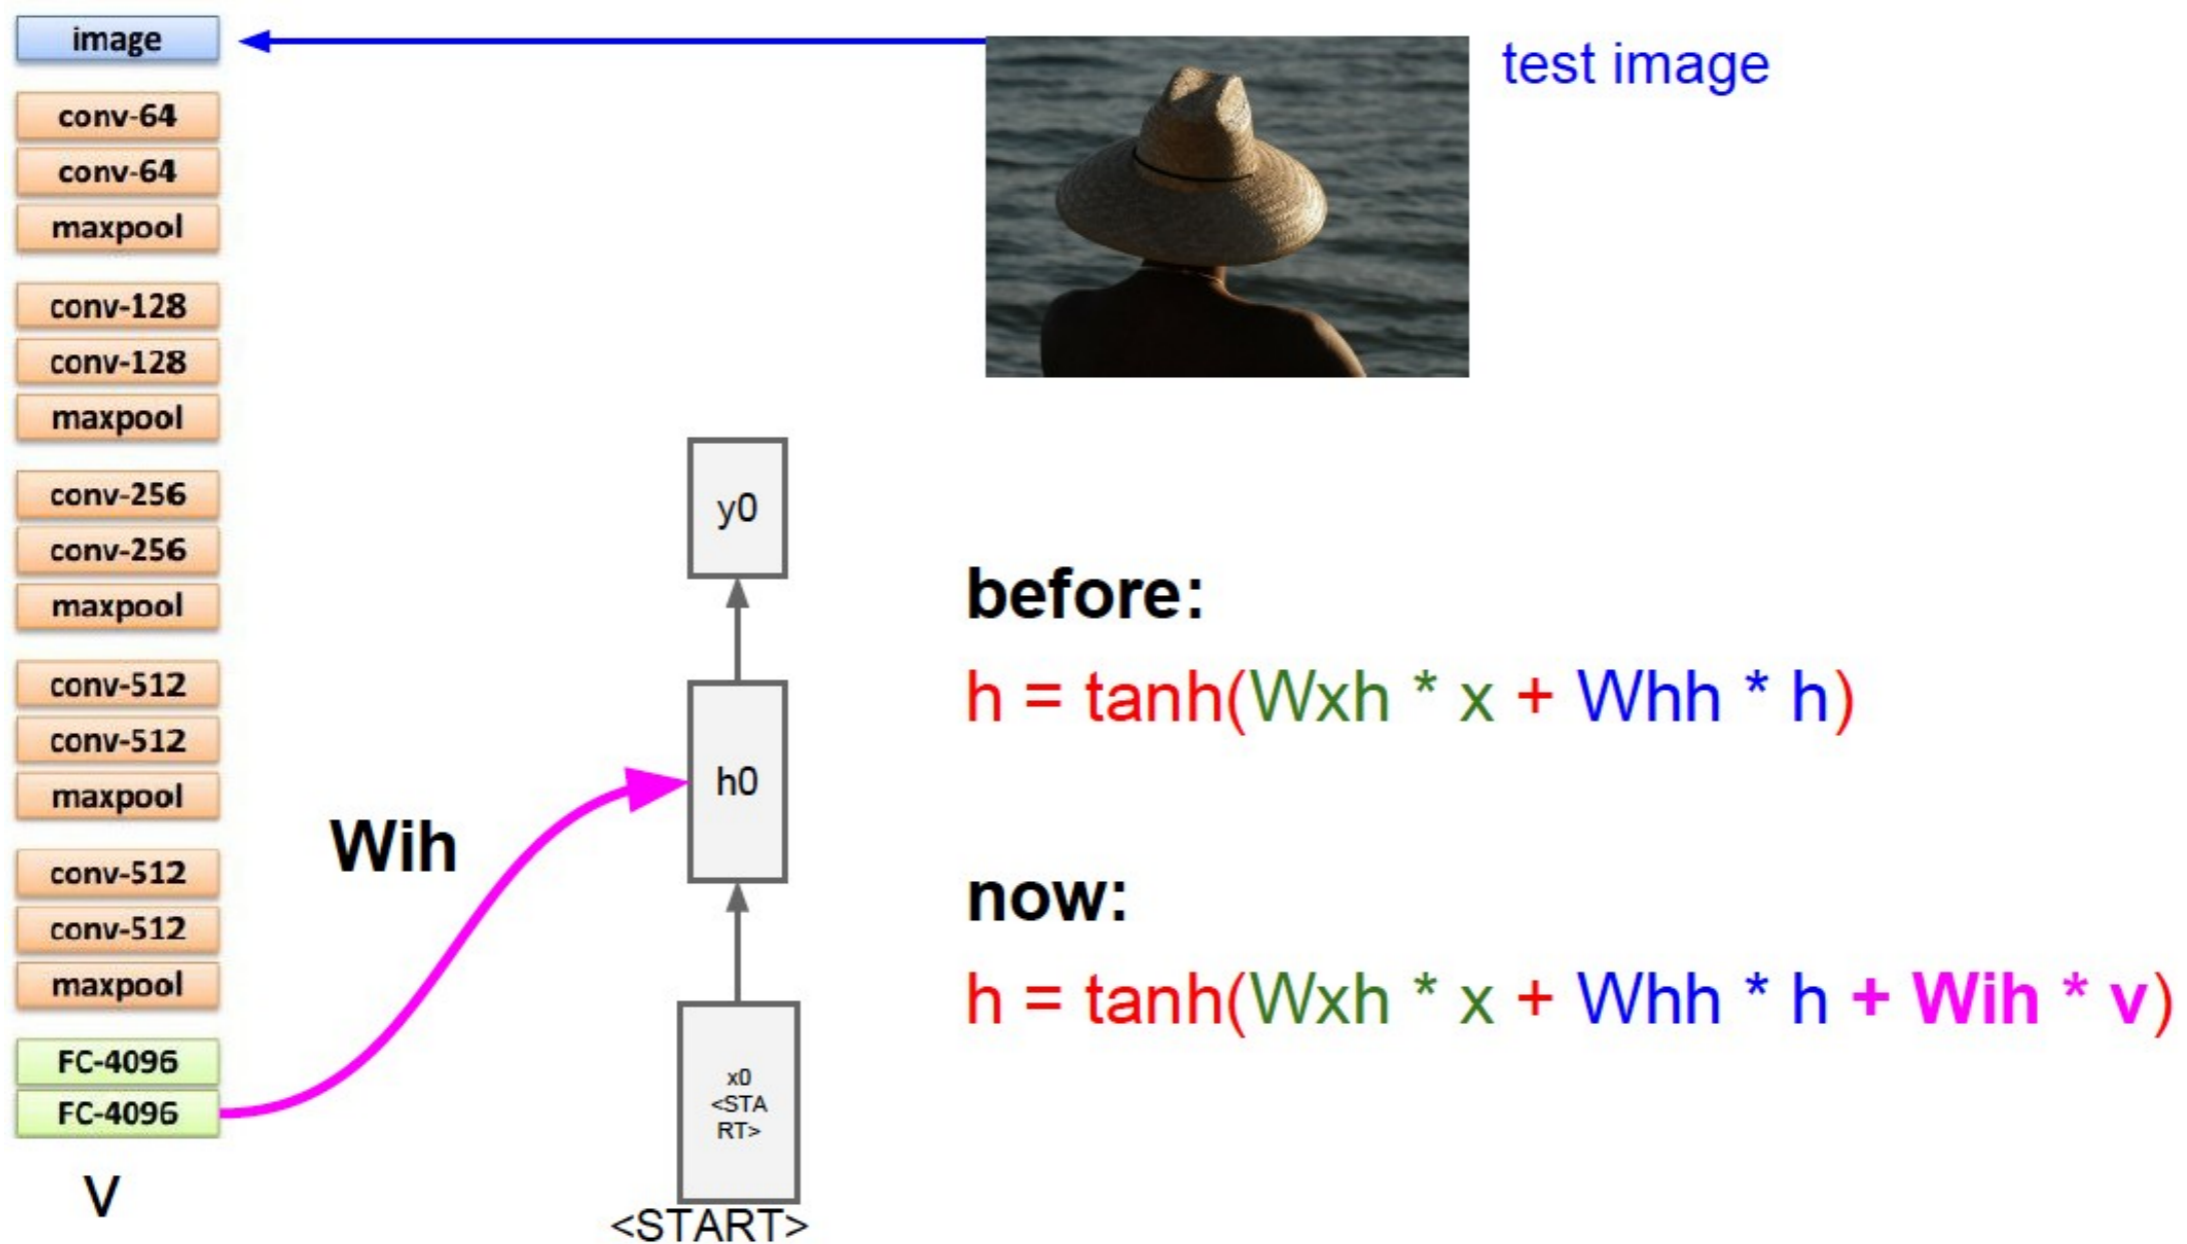 image
conv-64
conv-64
maxpool
conv-128
conv-128
maxpool
conv-256
conv-256
maxpool
conv-512
conv-512
maxpool
conv-512
conv-512
maxpool
FC-4096
FC-4096
v
Wih
y0
h0
x0
<STA
RT>
<START>
test image
before:
h = tanh(Wxh * x + Whh * h)
now:
h = tanh(Wxh * x + Whh * h + Wih * v)